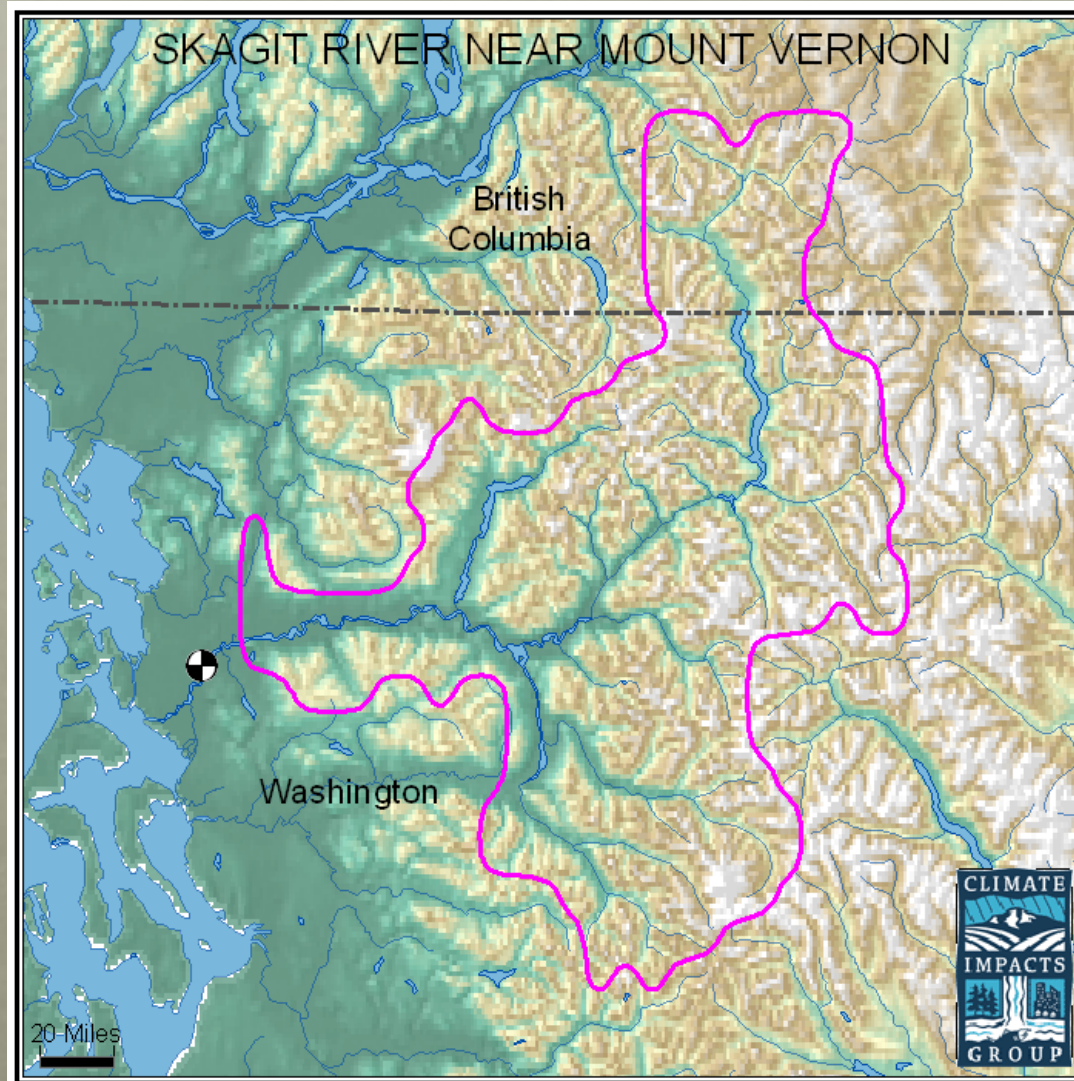 SKAGIT RIVER NEAR MOUNT VERNON
British
Columbia
Washington
20-Miles
CLIMATE
IMPACTS
GROUP